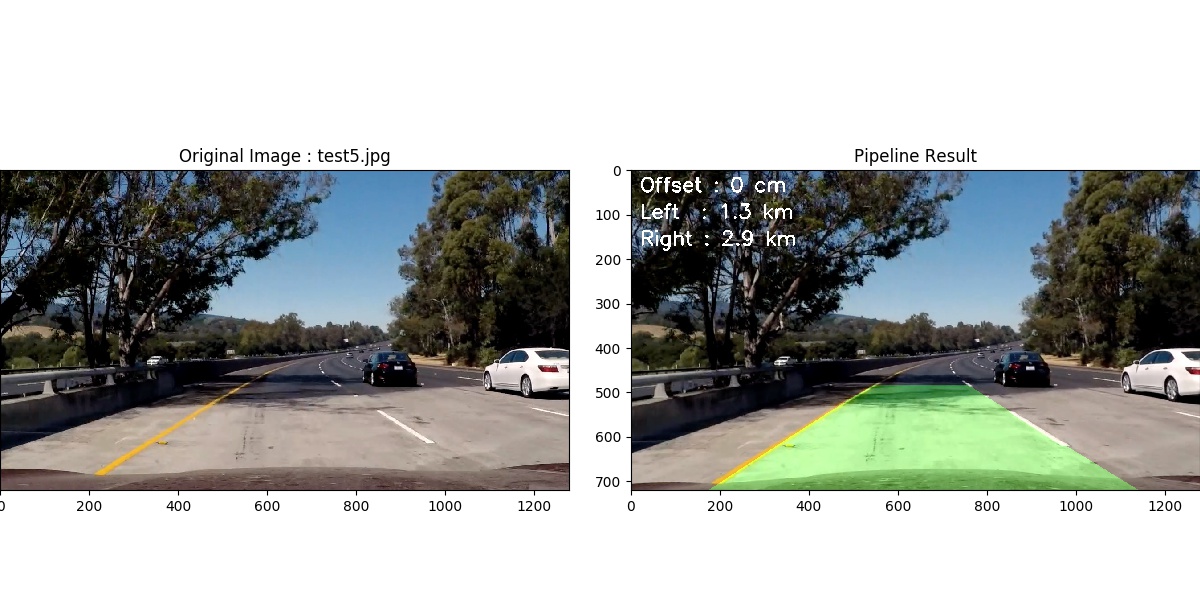 Original Image : test5.jpg
Pipeline Result
Offset : 0 cm
Left : 1.3 km
Right : 2.9 km
0
100
200
300
400
500
600
700
0 200 400 600 800 1000 1200
0 200 400 600 800 1000 1200